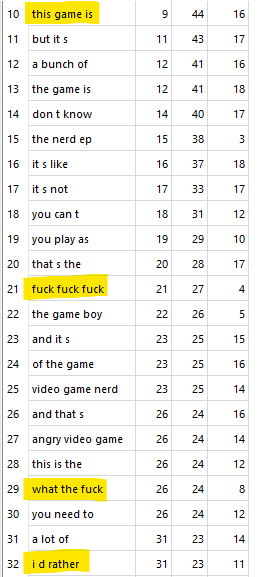 10 this game is 9 44 16
11 but it s 11 43 17
12 a bunch of 12 41 16
13 the game is 12 41 18
14 don t know 14 40 17
15 the nerd ep 15 38 3
16 it s like 16 37 18
17 it s not 17 33 17
18 you can t 18 31 12
19 you play as 19 29 10
20 that s the 20 28 17
21 fuck fuck fuck 21 27 4
22 the game boy 22 26 5
23 and it s 23 25 15
24 of the game 23 25 16
25 video game nerd 23 25 14
26 and that s 26 24 16
27 angry video game 26 24 14
28 this is the 26 24 12
29 what the fuck 26 24 8
30 you need to 26 24 12
31 a lot of 31 23 14
32 i d rather 31 23 11